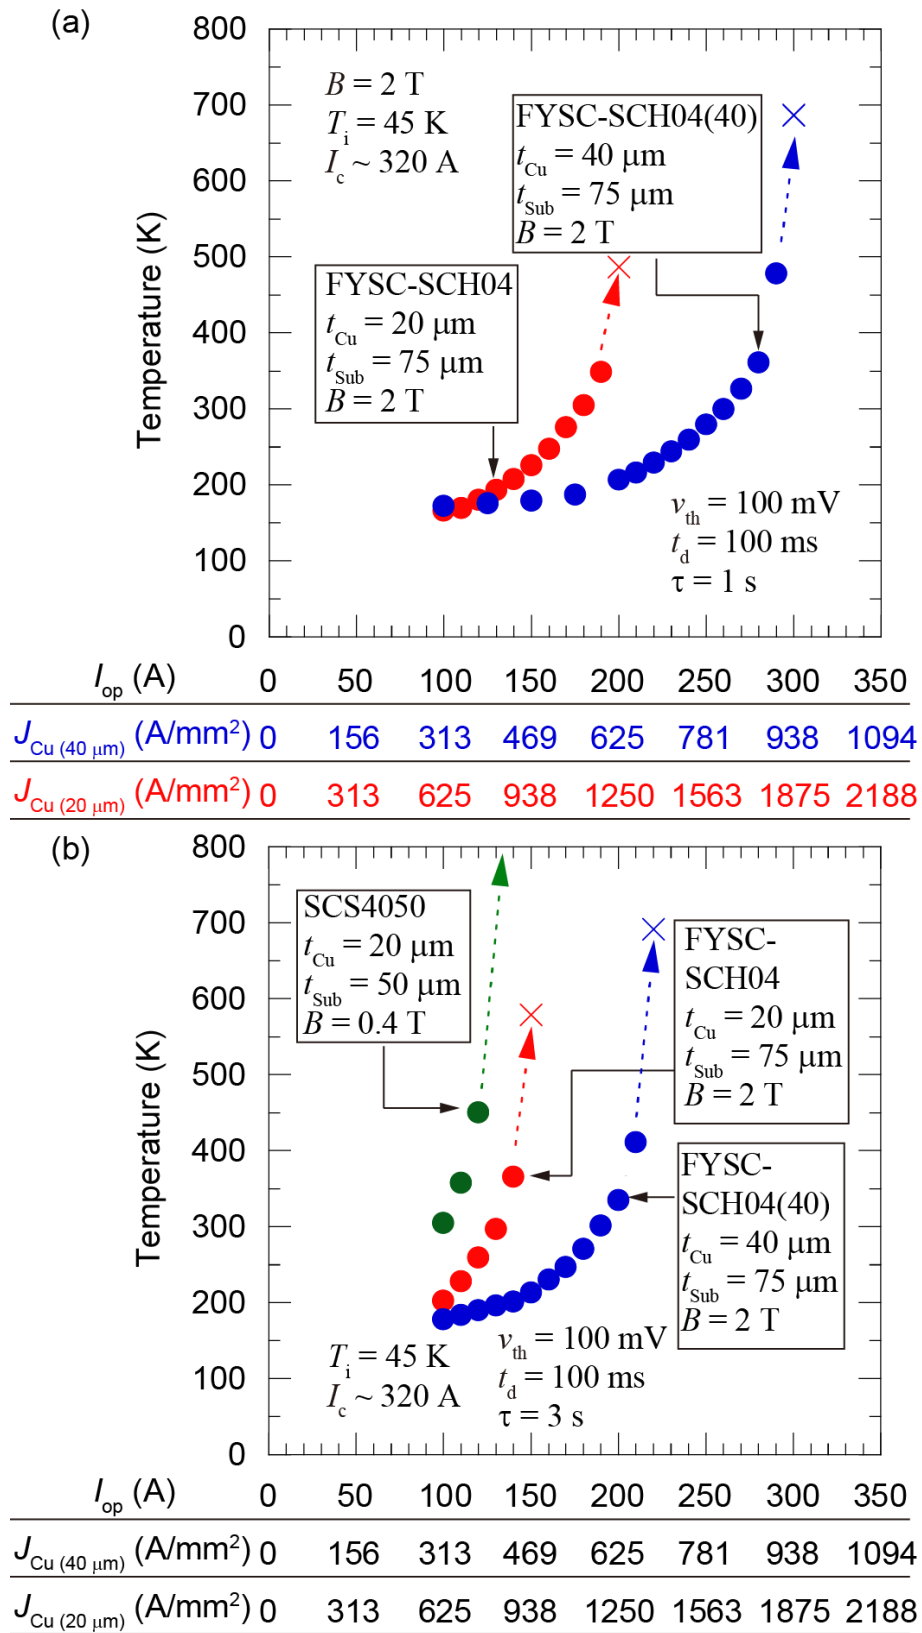 (a)
800
700
600
500
400
300
200
100
0
Temperature (K)
B = 2 T
Ti = 45 K
Ic ~ 320 A
FYSC-SCH04(40)
tCu = 40 μm
tSub = 75 μm
B = 2 T
FYSC-SCH04
tCu = 20 μm
tSub = 75 μm
B = 2 T
vth = 100 mV
td = 100 ms
τ = 1 s
Iop (A) 0 50 100 150 200 250 300 350
JCu (40 μm) (A/mm²) 0 156 313 469 625 781 938 1094
JCu (20 μm) (A/mm²) 0 313 625 938 1250 1563 1875 2188
(b)
800
700
600
500
400
300
200
100
0
Temperature (K)
SCS4050
tCu = 20 μm
tSub = 50 μm
B = 0.4 T
FYSC-
SCH04
tCu = 20 μm
tSub = 75 μm
B = 2 T
FYSC-
SCH04(40)
tCu = 40 μm
tSub = 75 μm
B = 2 T
Ti = 45 K
Ic ~ 320 A
vth = 100 mV
td = 100 ms
τ = 3 s
Iop (A) 0 50 100 150 200 250 300 350
JCu (40 μm) (A/mm²) 0 156 313 469 625 781 938 1094
JCu (20 μm) (A/mm²) 0 313 625 938 1250 1563 1875 2188